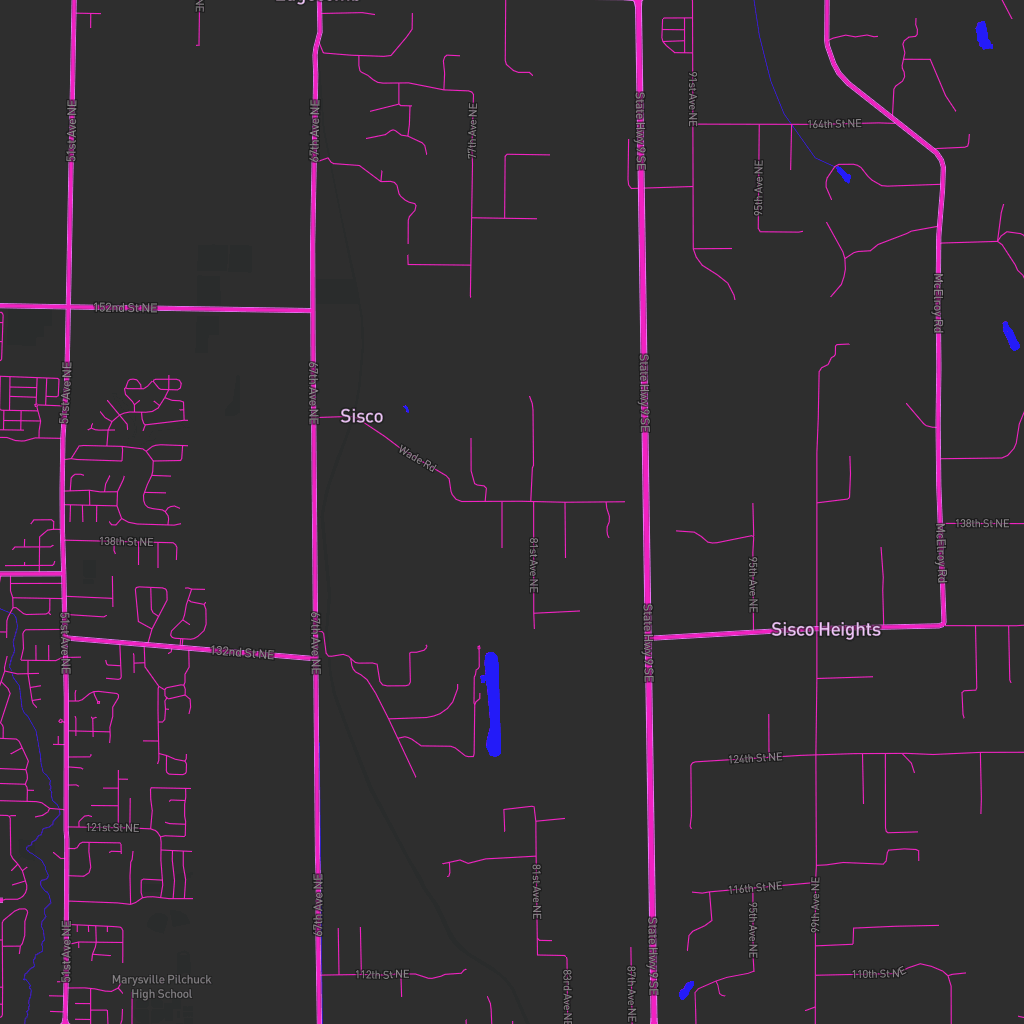 51st Ave NE
67th Ave NE
77th Ave NE
State Hwy 9 SE
91st Ave NE
164th St NE
95th Ave NE
McElroy Rd
152nd St NE
51st Ave NE
67th Ave NE
Sisco
Wade Rd
State Hwy 9 SE
138th St NE
81st Ave NE
95th Ave NE
138th St NE
McElroy Rd
51st Ave NE
67th Ave NE
132nd St NE
State Hwy 9 SE
Sisco Heights
124th St NE
121st St NE
67th Ave NE
81st Ave NE
116th St NE
95th Ave NE
99th Ave NE
51st Ave NE
State Hwy 9 SE
Marysville Pilchuck
High School
112th St NE
83rd Ave NE
87th Ave NE
110th St NE